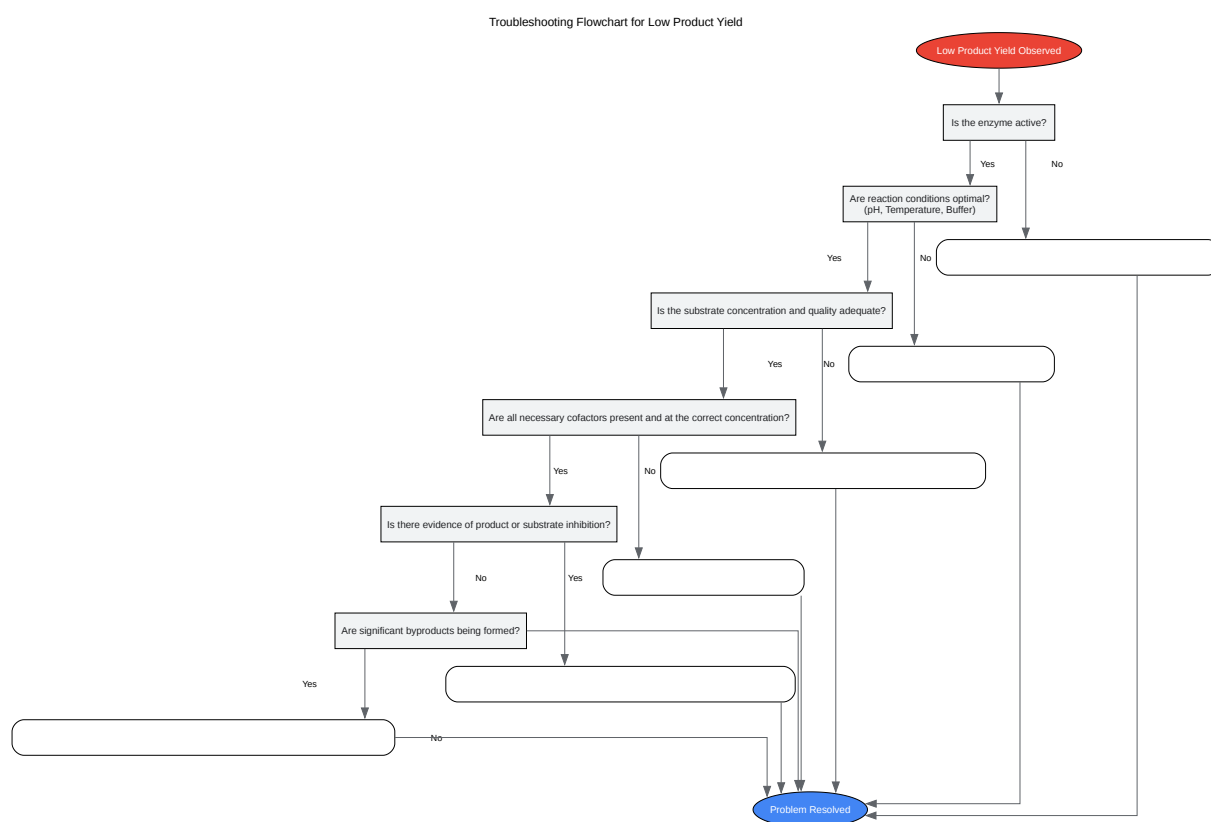 Troubleshooting Flowchart for Low Product Yield
Low Product Yield Observed
Is the enzyme active?
Yes
No
Are reaction conditions optimal?
(pH, Temperature, Buffer)
Yes
No
Is the substrate concentration and quality adequate?
Yes
No
Are all necessary cofactors present and at the correct concentration?
Yes
No
Is there evidence of product or substrate inhibition?
No
Yes
Are significant byproducts being formed?
Yes
No
Problem Resolved